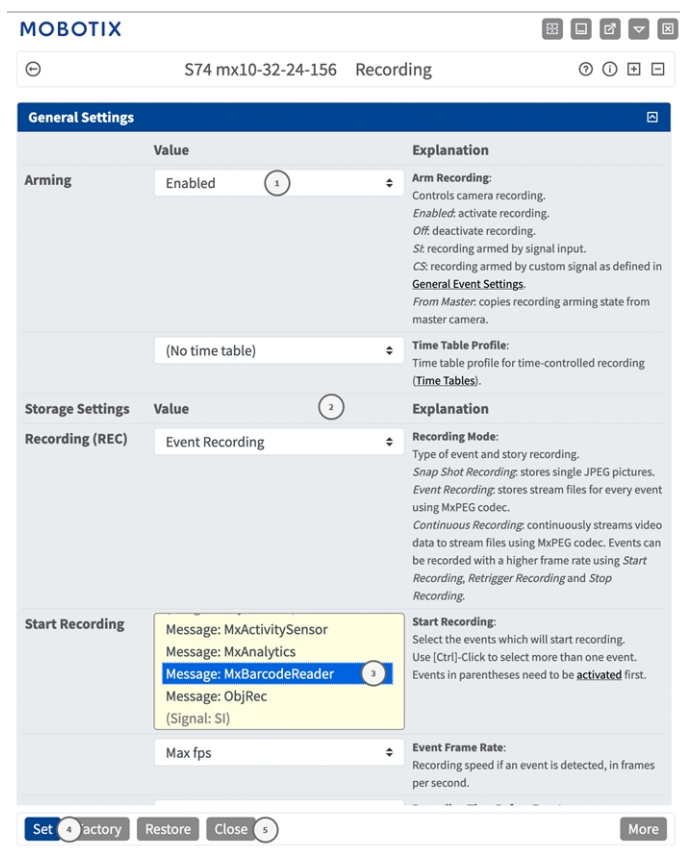 MOBOTIX
S74 mx10-32-24-156 Recording
General Settings
Value Explanation
Arming
Enabled 1
Arm Recording:
Controls camera recording.
Enabled: activate recording.
Off: deactivate recording.
SI: recording armed by signal input.
CS: recording armed by custom signal as defined in
General Event Settings.
From Master: copies recording arming state from
master camera.
(No time table)
Time Table Profile:
Time table profile for time-controlled recording
(Time Tables).
Storage Settings Value 2 Explanation
Recording (REC)
Event Recording
Recording Mode:
Type of event and story recording.
Snap Shot Recording: stores single JPEG pictures.
Event Recording: stores stream files for every event
using MxPEG codec.
Continuous Recording: continuously streams video
data to stream files using MxPEG codec. Events can
be recorded with a higher frame rate using Start
Recording, Retrigger Recording and Stop
Recording.
Start Recording
Message: MxActivitySensor
Message: MxAnalytics
Message: MxBarcodeReader 3
Message: ObjRec
(Signal: SI)
Start Recording:
Select the events which will start recording.
Use [Ctrl]-Click to select more than one event.
Events in parentheses need to be activated first.
Max fps
Event Frame Rate:
Recording speed if an event is detected, in frames
per second.
Set 4 actory Restore Close 5 More